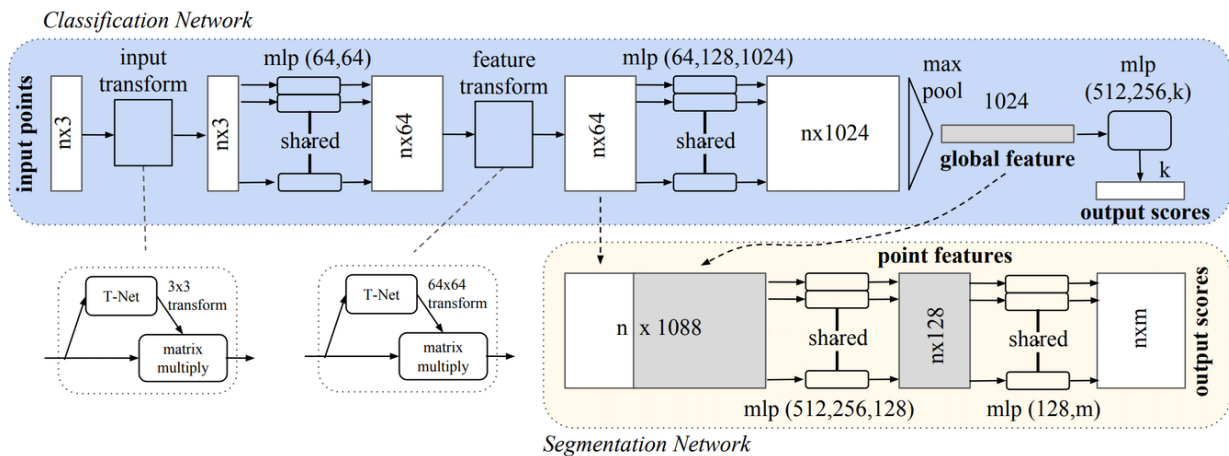 Classification Network
input points
nx3
input
transform
nx3
mlp (64,64)
shared
nx64
feature
transform
nx64
mlp (64,128,1024)
shared
nx1024
max
pool
1024
global feature
mlp
(512,256,k)
k
output scores
T-Net
3x3
transform
matrix
multiply
T-Net
64x64
transform
matrix
multiply
point features
n x 1088
shared
mlp (512,256,128)
nx128
shared
mlp (128,m)
nxm
output scores
Segmentation Network